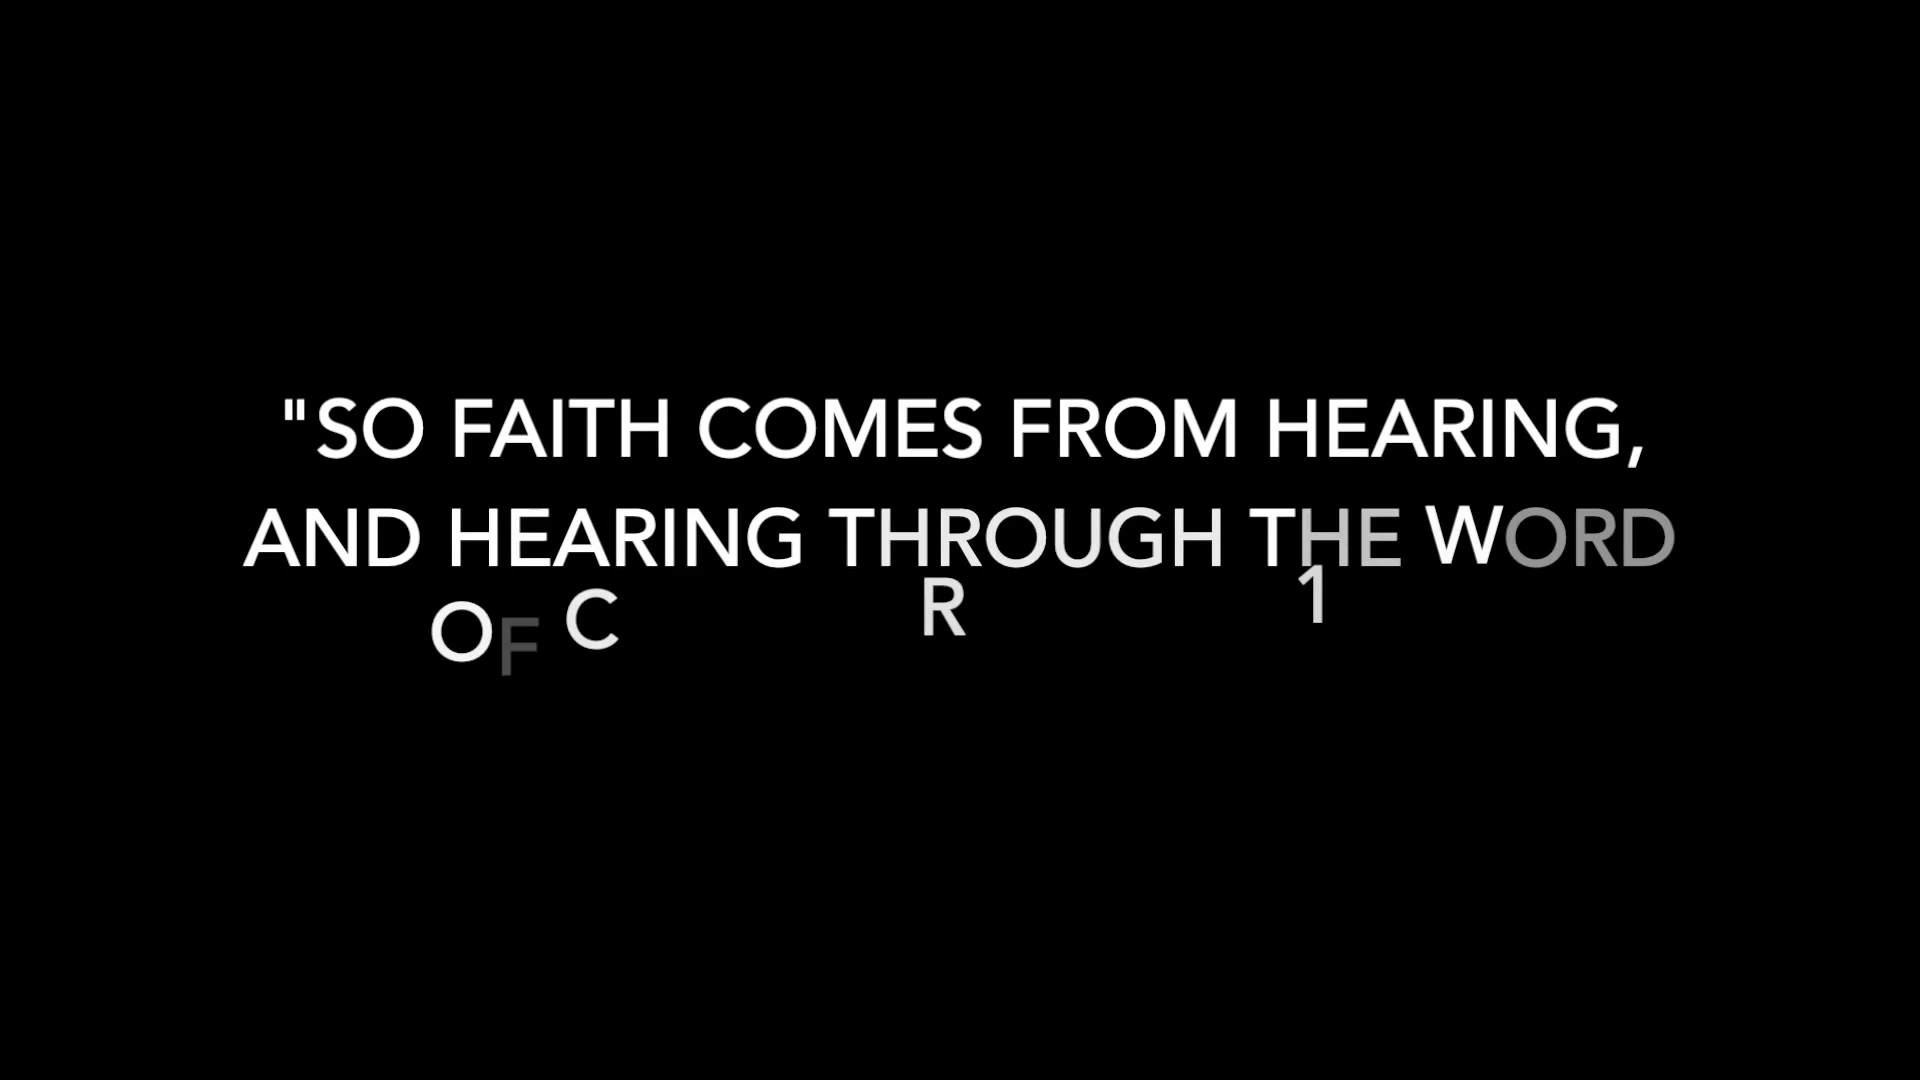 "SO FAITH COMES FROM HEARING,
AND HEARING THROUGH THE WORD
OF C R 1